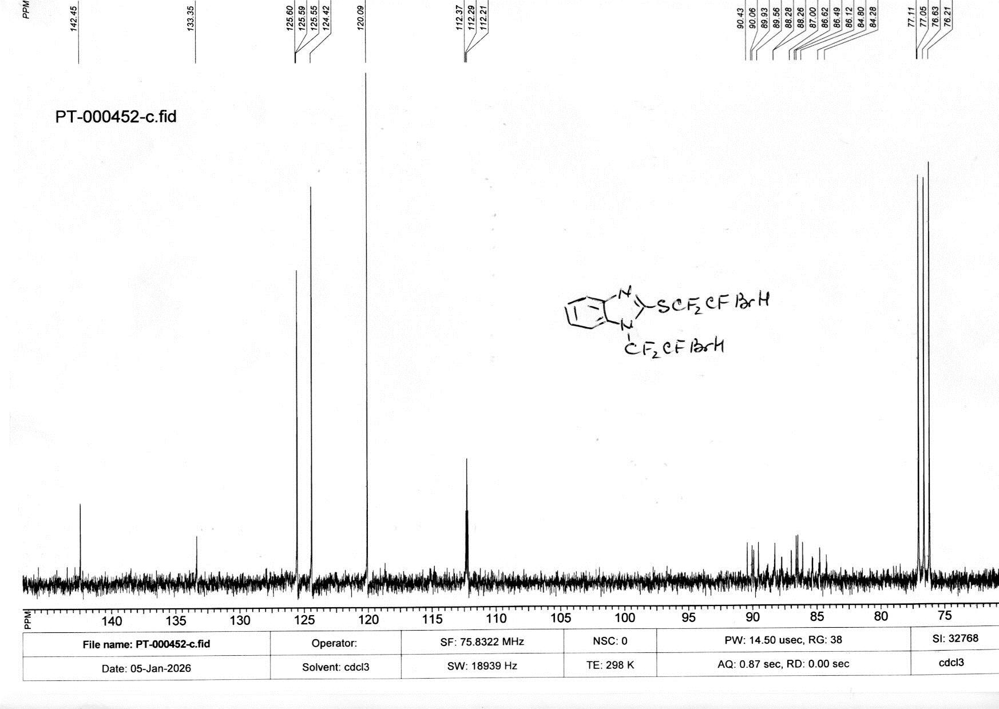 PPM
142.45
133.35
125.60
125.59
125.55
124.42
120.09
112.37
112.29
112.21
90.43
90.06
89.93
89.56
88.28
88.26
87.00
86.62
86.49
86.12
84.80
84.28
77.11
77.05
76.63
76.21
PT-000452-c.fid
N
SCF₂CFBrH
N
CF₂CFBrH
PPM 140 135 130 125 120 115 110 105 100 95 90 85 80 75
File name: PT-000452-c.fid Operator: SF: 75.8322 MHz NSC: 0 PW: 14.50 usec, RG: 38 SI: 32768
Date: 05-Jan-2026 Solvent: cdcl3 SW: 18939 Hz TE: 298 K AQ: 0.87 sec, RD: 0.00 sec cdcl3